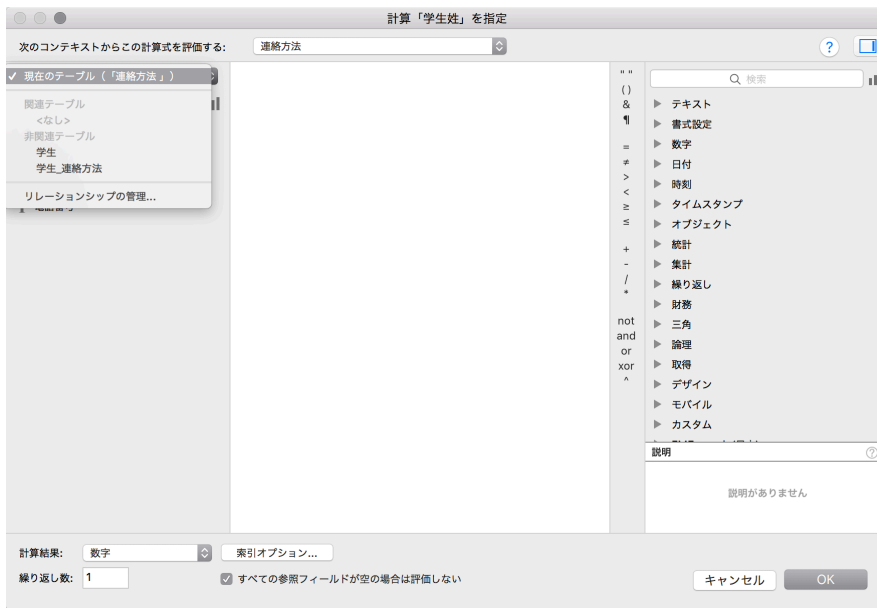 計算「学生姓」を指定
次のコンテキストからこの計算式を評価する: 連絡方法
?
現在のテーブル（「連絡方法 」）
関連テーブル
<なし>
非関連テーブル
学生
学生_連絡方法
リレーションシップの管理...
" "
( )
&
¶
=
≠
>
<
≥
≤
+
-
/
*
not
and
or
xor
^
検索
テキスト
書式設定
数字
日付
時刻
タイムスタンプ
オブジェクト
統計
集計
繰り返し
財務
三角
論理
取得
デザイン
モバイル
カスタム
説明
?
説明がありません
計算結果: 数字 索引オプション...
繰り返し数: 1 すべての参照フィールドが空の場合は評価しない
キャンセル OK